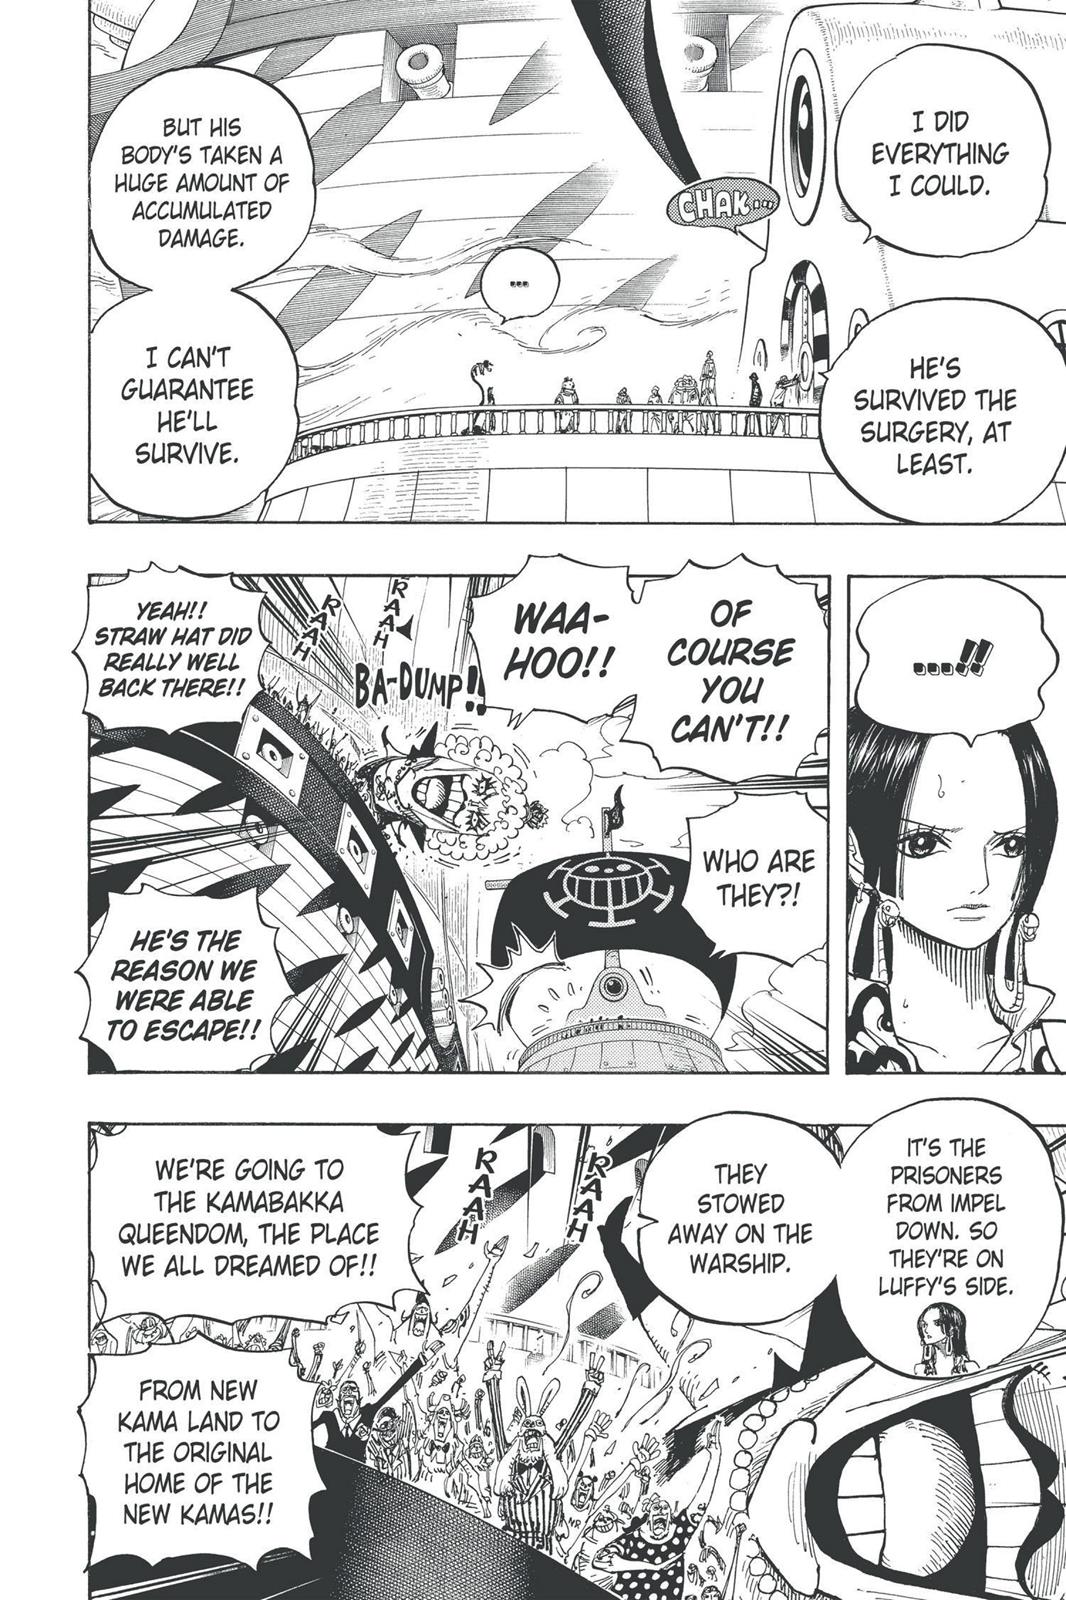 I DID
EVERYTHING
I COULD.
HE'S
SURVIVED THE
SURGERY, AT
LEAST.
CHAK...
...
BUT HIS
BODY'S TAKEN A
HUGE AMOUNT OF
ACCUMULATED
DAMAGE.
I CAN'T
GUARANTEE
HE'LL
SURVIVE.
...!!
OF
COURSE
YOU
CAN'T!!
WAA-
HOO!!
WHO ARE
THEY?!
BA-DUMP!!
RAAH
RAAH
YEAH!!
STRAW HAT DID
REALLY WELL
BACK THERE!!
HE'S THE
REASON WE
WERE ABLE
TO ESCAPE!!
IT'S THE
PRISONERS
FROM IMPEL
DOWN. SO
THEY'RE ON
LUFFY'S SIDE.
THEY
STOWED
AWAY ON THE
WARSHIP.
RAAH
RAAH
WE'RE GOING TO
THE KAMABAKKA
QUEENDOM, THE PLACE
WE ALL DREAMED OF!!
FROM NEW
KAMA LAND TO
THE ORIGINAL
HOME OF THE
NEW KAMAS!!